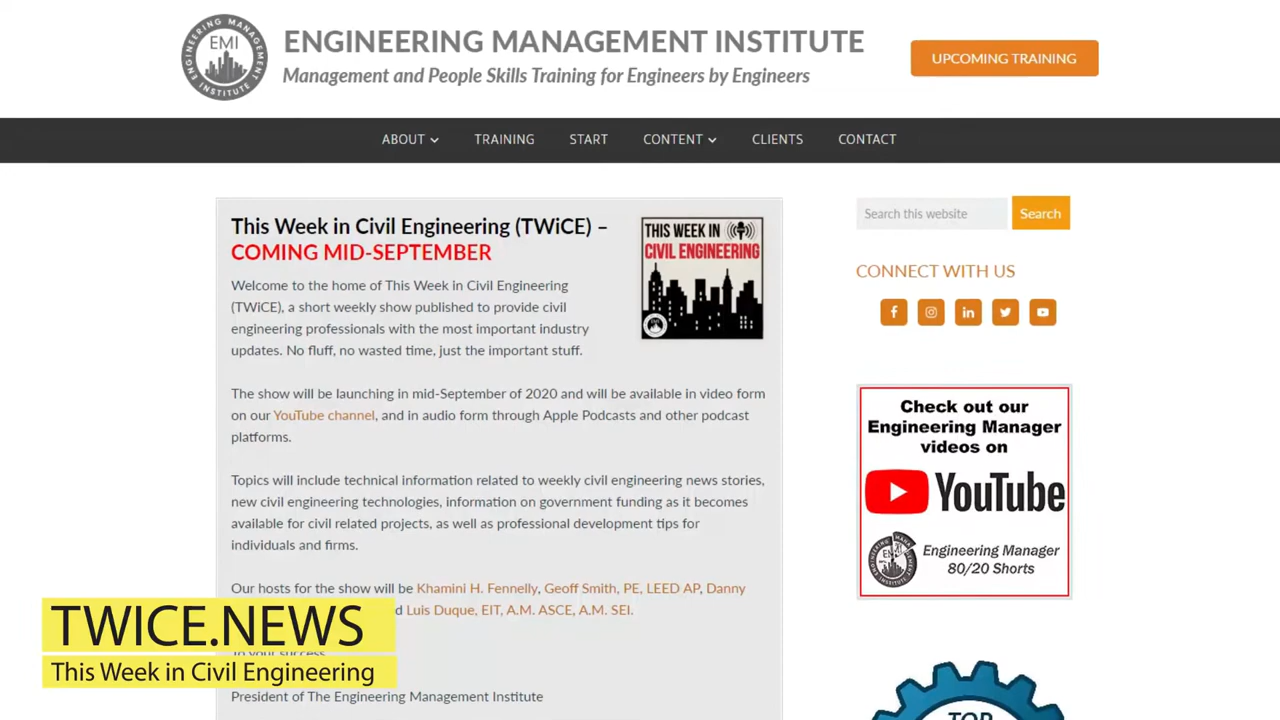 ENGINEERING MANAGEMENT INSTITUTE
EMI
ENGINEERING MANAGEMENT INSTITUTE
Management and People Skills Training for Engineers by Engineers
UPCOMING TRAINING
ABOUT
TRAINING
START
CONTENT
CLIENTS
CONTACT
This Week in Civil Engineering (TWiCE) –
COMING MID-SEPTEMBER
Welcome to the home of This Week in Civil Engineering
(TWiCE), a short weekly show published to provide civil
engineering professionals with the most important industry
updates. No fluff, no wasted time, just the important stuff.
THIS WEEK IN
CIVIL ENGINEERING
The show will be launching in mid-September of 2020 and will be available in video form
on our YouTube channel, and in audio form through Apple Podcasts and other podcast
platforms.
Topics will include technical information related to weekly civil engineering news stories,
new civil engineering technologies, information on government funding as it becomes
available for civil related projects, as well as professional development tips for
individuals and firms.
Our hosts for the show will be Khamini H. Fennelly, Geoff Smith, PE, LEED AP, Danny
Luis Duque, EIT, A.M. ASCE, A.M. SEI.
To your success
President of The Engineering Management Institute
Search this website
Search
CONNECT WITH US
Check out our
Engineering Manager
videos on
YouTube
Engineering Manager
80/20 Shorts
TOP
TWICE.NEWS
This Week in Civil Engineering